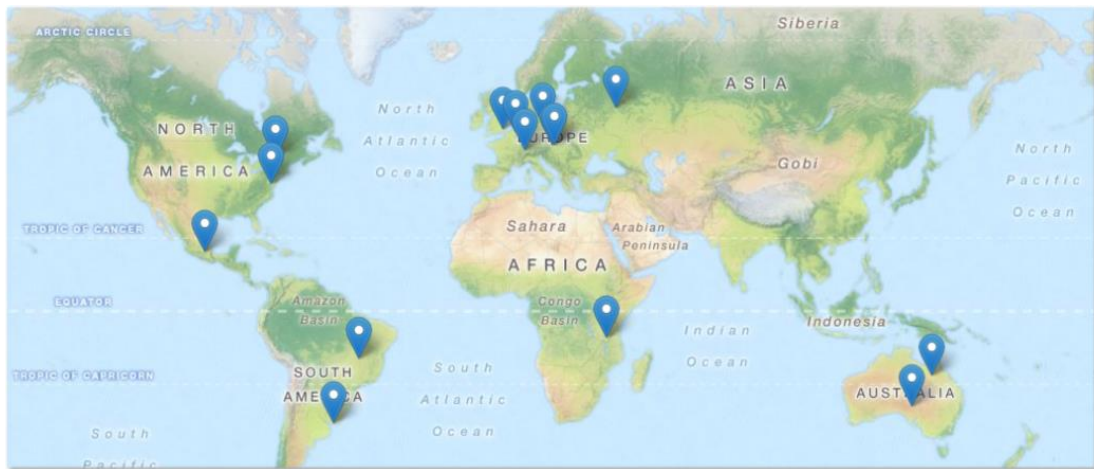 Siberia
ARCTIC CIRCLE
ASIA
North
Atlantic
Ocean
NORTH
AMERICA
EUROPE
Gobi
North
Pacific
Ocean
TROPIC OF CANCER
Sahara
Arabian
Peninsula
AFRICA
EQUATOR
Amazon
Basin
Congo
Basin
Indian
Ocean
Indonesia
SOUTH
AMERICA
TROPIC OF CAPRICORN
South
Atlantic
Ocean
AUSTRALIA
South
Pacific